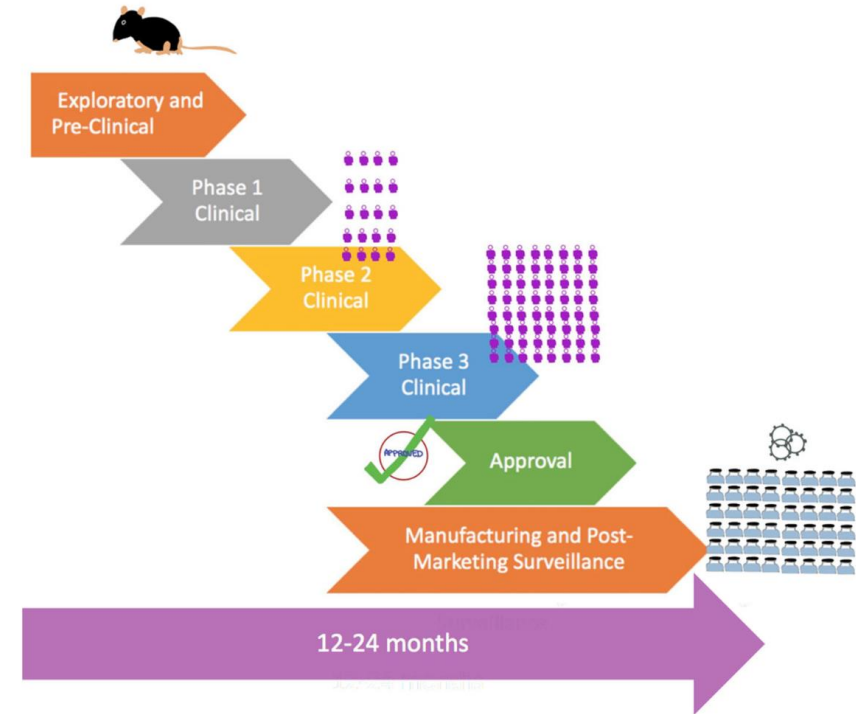 Exploratory and
Pre-Clinical
Phase 1
Clinical
Phase 2
Clinical
Phase 3
Clinical
APPROVED
Approval
Manufacturing and Post-
Marketing Surveillance
12-24 months